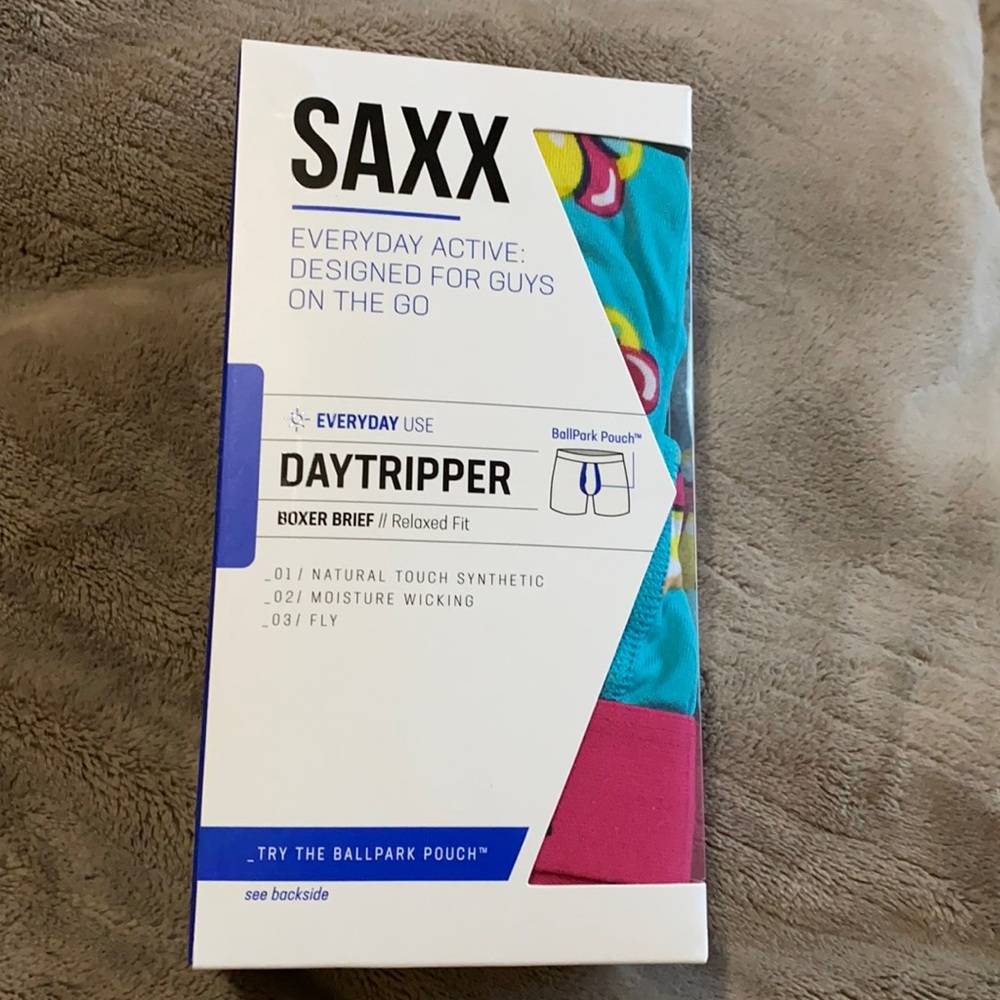 SAXX
EVERYDAY ACTIVE:
DESIGNED FOR GUYS
ON THE GO
EVERYDAY USE
BallPark Pouch™
DAYTRIPPER
BOXER BRIEF // Relaxed Fit
_01/ NATURAL TOUCH SYNTHETIC
_02/ MOISTURE WICKING
_03/ FLY
_TRY THE BALLPARK POUCH™
see backside